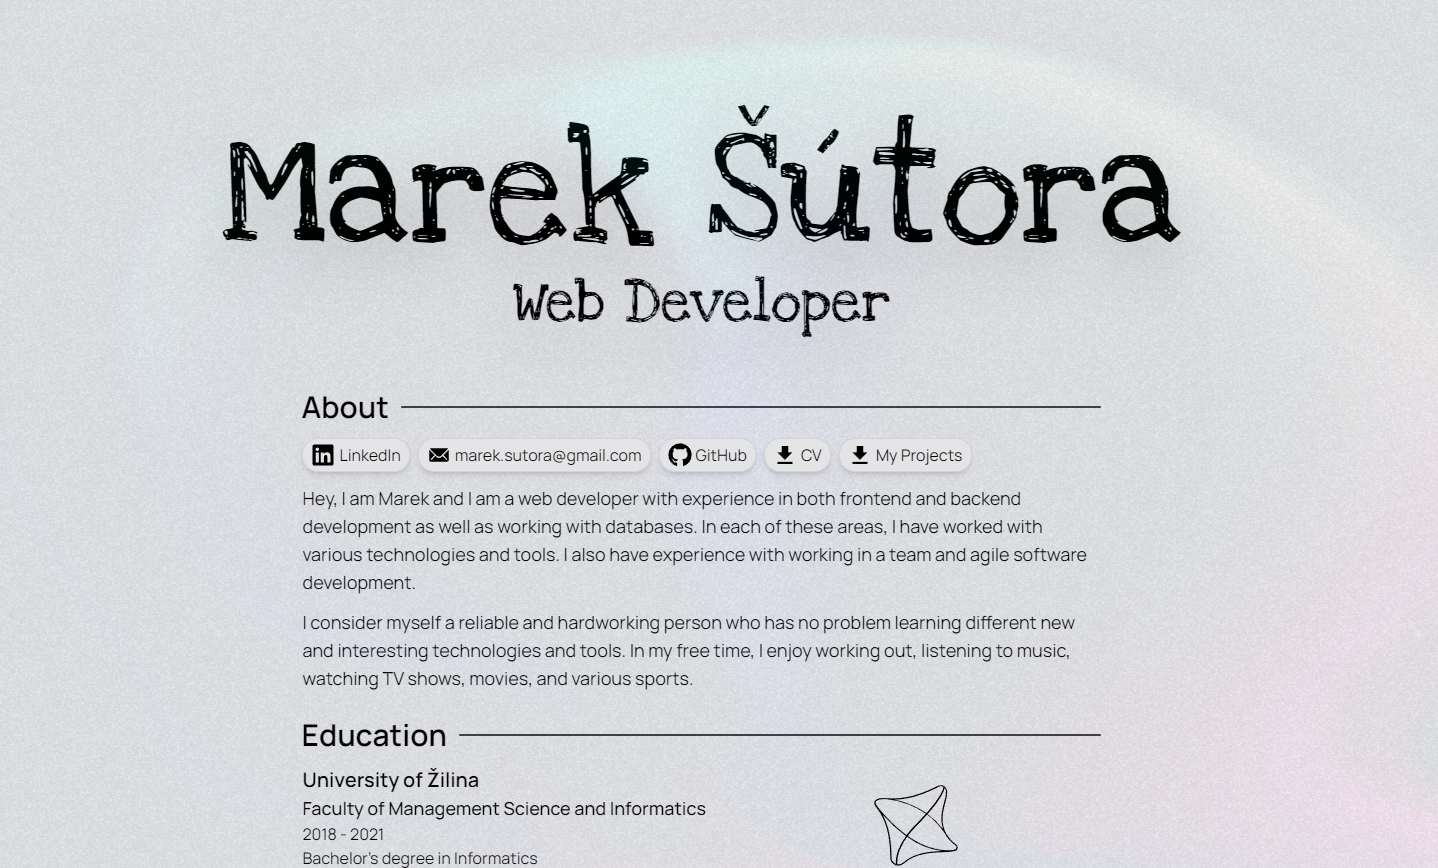 Marek Šútora
Web Developer
About
LinkedIn marek.sutora@gmail.com GitHub CV My Projects
Hey, I am Marek and I am a web developer with experience in both frontend and backend
development as well as working with databases. In each of these areas, I have worked with
various technologies and tools. I also have experience with working in a team and agile software
development.
I consider myself a reliable and hardworking person who has no problem learning different new
and interesting technologies and tools. In my free time, I enjoy working out, listening to music,
watching TV shows, movies, and various sports.
Education
University of Žilina
Faculty of Management Science and Informatics
2018 - 2021
Bachelor's degree in Informatics